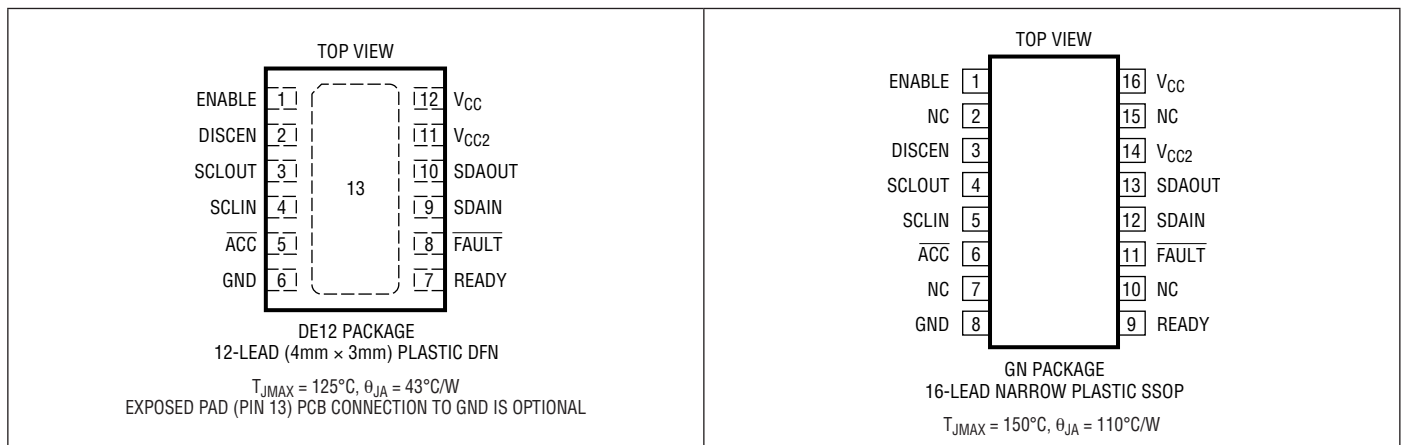 TOP VIEW
ENABLE 1 12 VCC
DISCEN 2 11 VCC2
SCLOUT 3 10 SDAOUT
13
SCLIN 4 9 SDAIN
ACC 5 8 FAULT
GND 6 7 READY
DE12 PACKAGE
12-LEAD (4mm × 3mm) PLASTIC DFN
TJMAX = 125°C, θJA = 43°C/W
EXPOSED PAD (PIN 13) PCB CONNECTION TO GND IS OPTIONAL
TOP VIEW
ENABLE 1 16 VCC
NC 2 15 NC
DISCEN 3 14 VCC2
SCLOUT 4 13 SDAOUT
SCLIN 5 12 SDAIN
ACC 6 11 FAULT
NC 7 10 NC
GND 8 9 READY
GN PACKAGE
16-LEAD NARROW PLASTIC SSOP
TJMAX = 150°C, θJA = 110°C/W